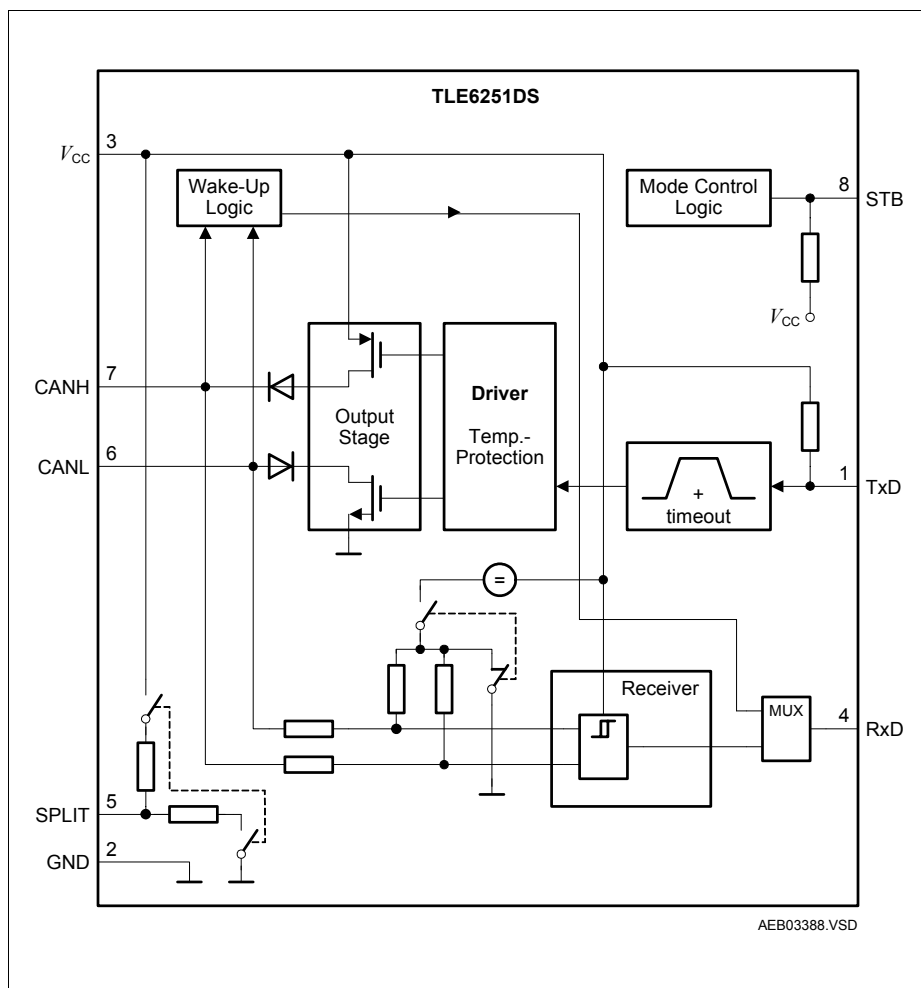 TLE6251DS
3
VCC
Wake-Up
Logic
Mode Control
Logic
8
STB
VCC
7
CANH
6
CANL
Output
Stage
Driver
Temp.-
Protection
+
timeout
1
TxD
=
Receiver
MUX
4
RxD
5
SPLIT
2
GND
AEB03388.VSD